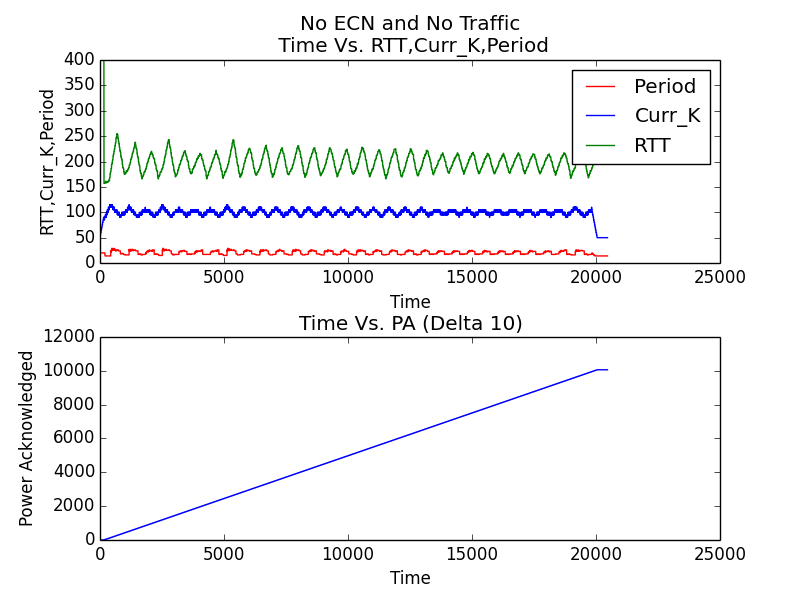 No ECN and No Traffic
Time Vs. RTT,Curr_K,Period
400
350
300
250
200
150
100
50
0
RTT,Curr_K,Period
Period
Curr_K
RTT
0
5000
10000
15000
20000
25000
Time
Time Vs. PA (Delta 10)
12000
10000
8000
6000
4000
2000
0
Power Acknowledged
0
5000
10000
15000
20000
25000
Time